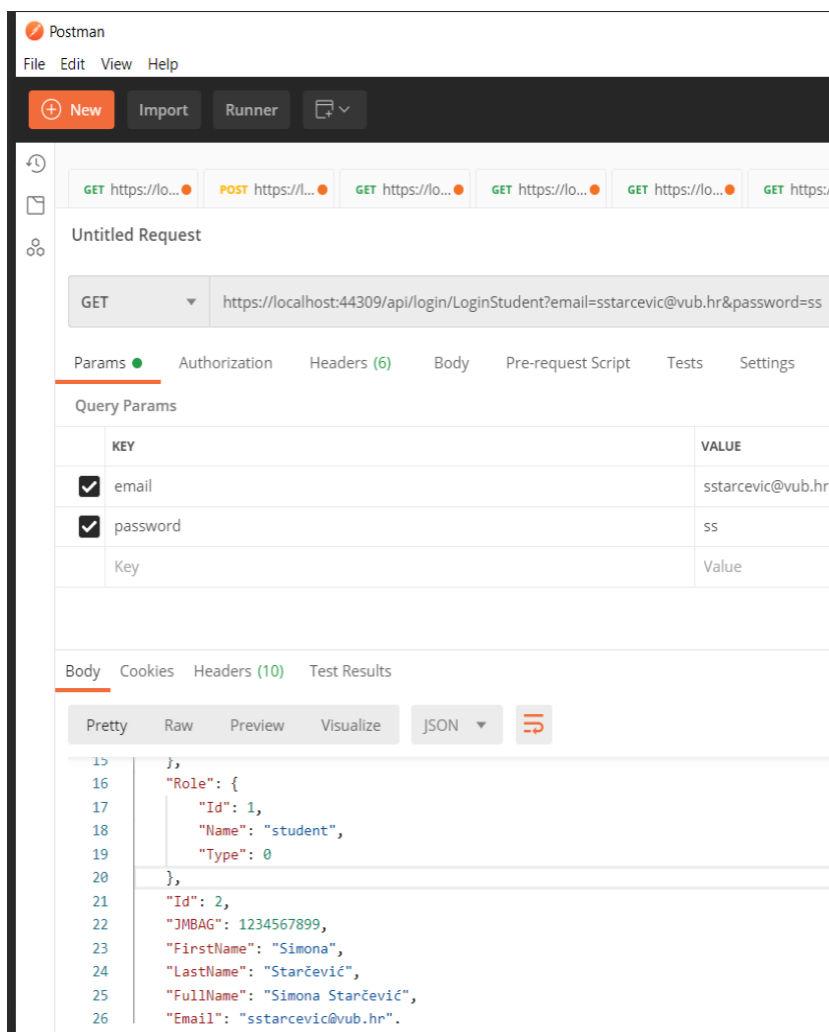 Postman
File Edit View Help
New Import Runner
GET https://lo... POST https://l... GET https://lo... GET https://lo... GET https://lo... GET https:/
Untitled Request
GET https://localhost:44309/api/login/LoginStudent?email=sstarcevic@vub.hr&password=ss
Params Authorization Headers (6) Body Pre-request Script Tests Settings
Query Params
KEY VALUE
email sstarcevic@vub.hr
password ss
Key Value
Body Cookies Headers (10) Test Results
Pretty Raw Preview Visualize JSON
15 },
16 "Role": {
17 "Id": 1,
18 "Name": "student",
19 "Type": 0
20 },
21 "Id": 2,
22 "JMBAG": 1234567899,
23 "FirstName": "Simona",
24 "LastName": "Starčević",
25 "FullName": "Simona Starčević",
26 "Email": "sstarcevic@vub.hr",